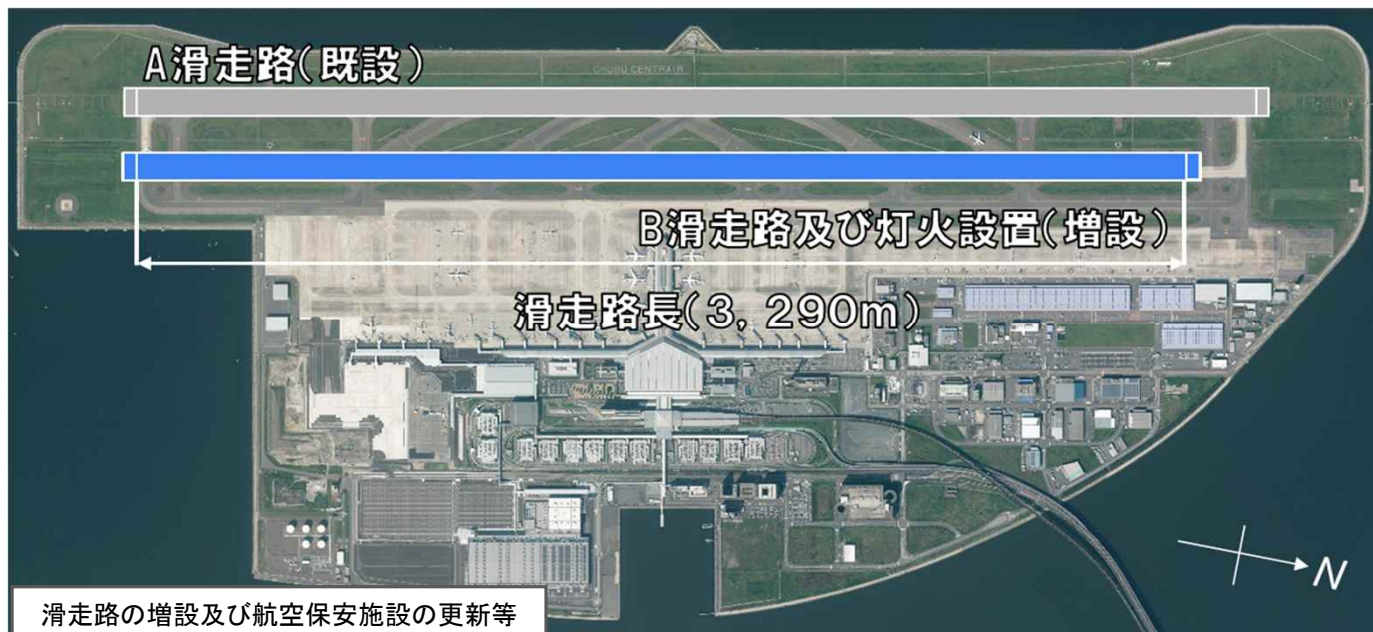 A滑走路(既設)
CHUBU CENTRAIR
B滑走路及び灯火設置(増設)
滑走路長(3, 290m)
N
滑走路の増設及び航空保安施設の更新等